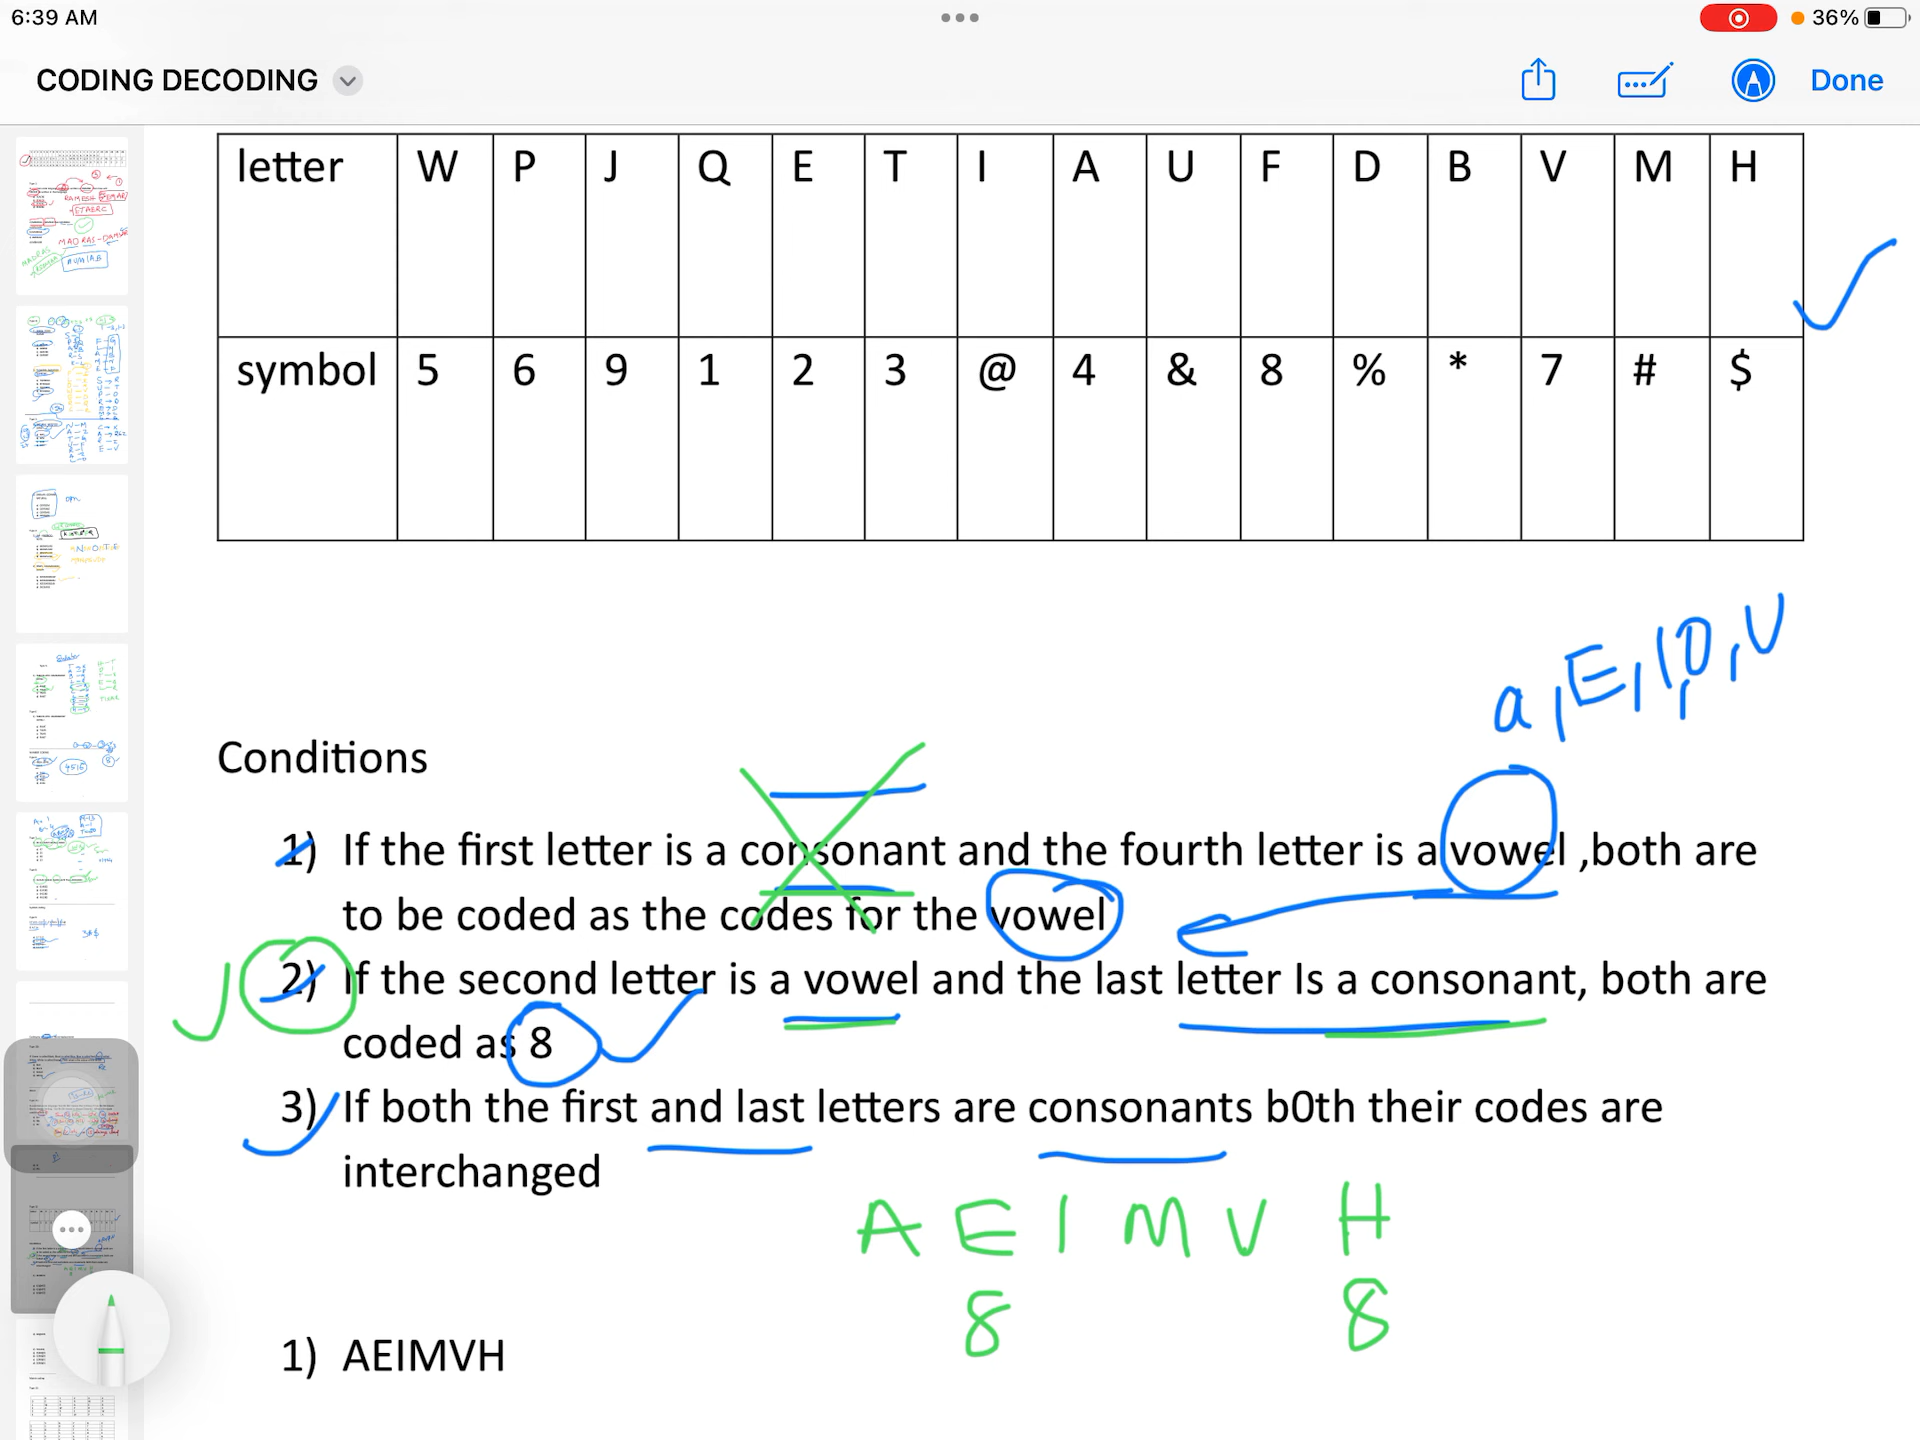 6:39 AM
36%
CODING DECODING
Done
letter W P J Q E T I A U F D B V M H
symbol 5 6 9 1 2 3 @ 4 & 8 % * 7 # $
a, E, I, O, U
Conditions
1) If the first letter is a consonant and the fourth letter is a vowel ,both are
to be coded as the codes for the vowel
2) If the second letter is a vowel and the last letter Is a consonant, both are
coded as 8
3) If both the first and last letters are consonants b0th their codes are
interchanged
A E I M V H
8 8
1) AEIMVH